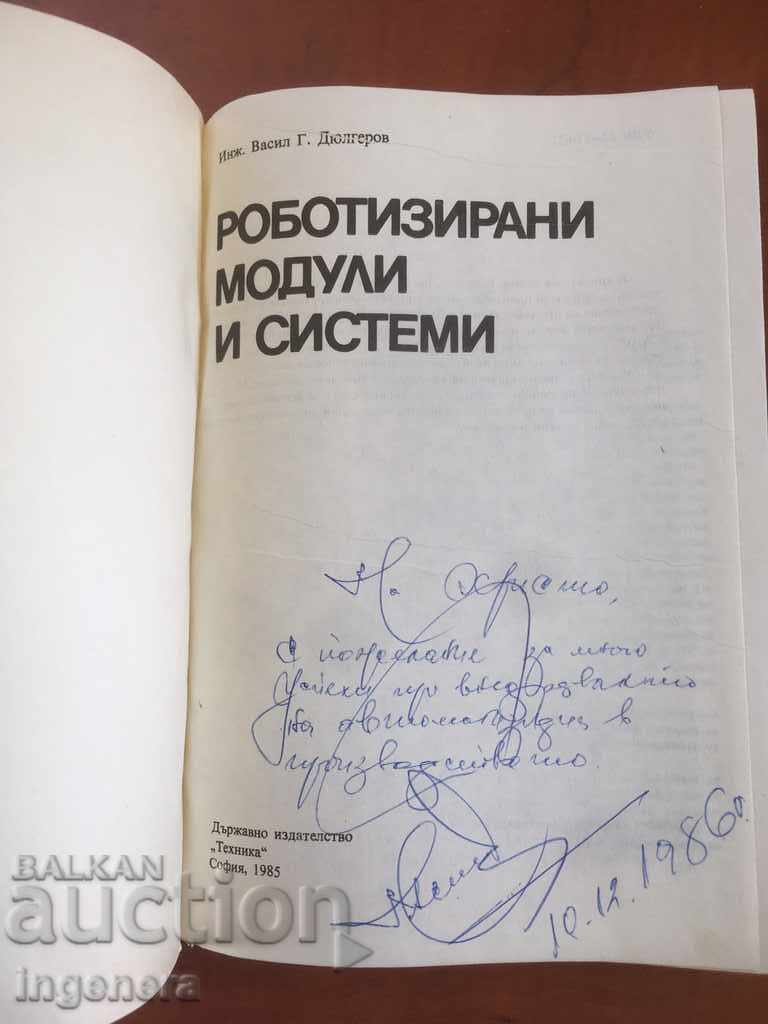 Инж. Васил Г. Дюлгеров
РОБОТИЗИРАНИ
МОДУЛИ
И СИСТЕМИ
На Христо,
с пожелание за много
успехи при внедряването
на автоматизация в
производството.
10.12.1986г.
Държавно издателство
„Техника“
София, 1985
BALKAN
auction
ingenera